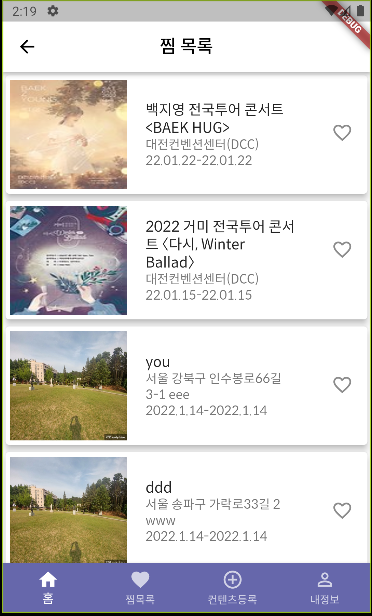 2:19
DEBUG
찜 목록
BAEK
HUG
백지영 전국투어 콘서트
<BAEK HUG>
대전컨벤션센터(DCC)
22.01.22-22.01.22
2022 거미 전국투어 콘서
트 〈다시, Winter
Ballad〉
대전컨벤션센터(DCC)
22.01.15-22.01.15
you
서울 강북구 인수봉로66길
3-1 eee
2022.1.14-2022.1.14
ddd
서울 송파구 가락로33길 2
www
2022.1.14-2022.1.14
홈
찜목록
컨텐츠등록
내정보